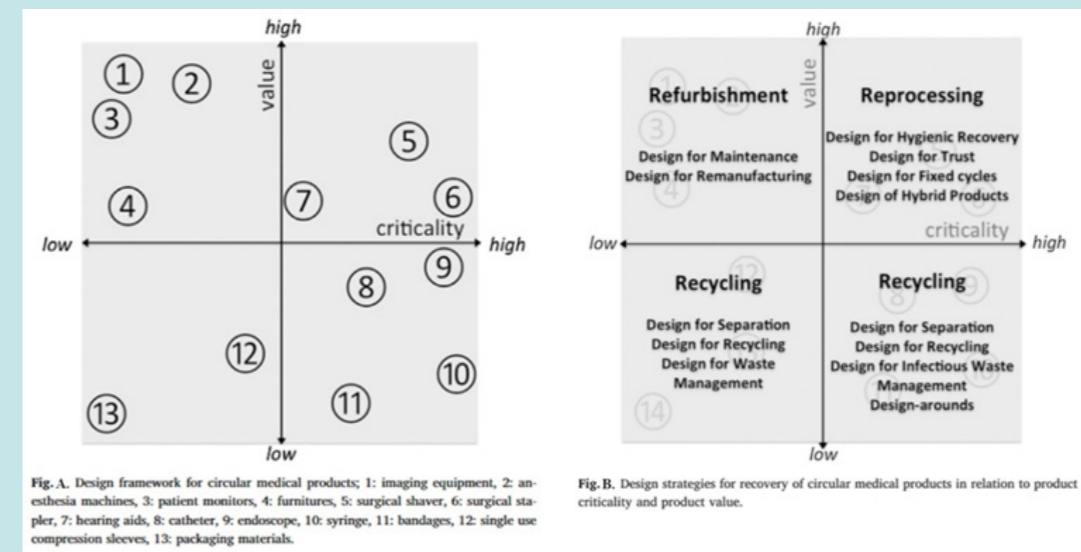 high
value
1
2
3
5
4
7
6
criticality
low
high
9
8
12
10
11
13
low
Fig. A. Design framework for circular medical products; 1: imaging equipment, 2: an-
esthesia machines, 3: patient monitors, 4: furnitures, 5: surgical shaver, 6: surgical sta-
pler, 7: hearing aids, 8: catheter, 9: endoscope, 10: syringe, 11: bandages, 12: single use
compression sleeves, 13: packaging materials.
high
value
1
Refurbishment
3
Design for Maintenance
Design for Remanufacturing
4
Reprocessing
Design for Hygienic Recovery
Design for Trust
Design for Fixed cycles
Design of Hybrid Products
criticality
low
high
12
Recycling
Design for Separation
Design for Recycling
Design for Waste
Management
14
8
9
Recycling
Design for Separation
Design for Recycling
Design for Infectious Waste
Management
Design-arounds
low
Fig. B. Design strategies for recovery of circular medical products in relation to product
criticality and product value.